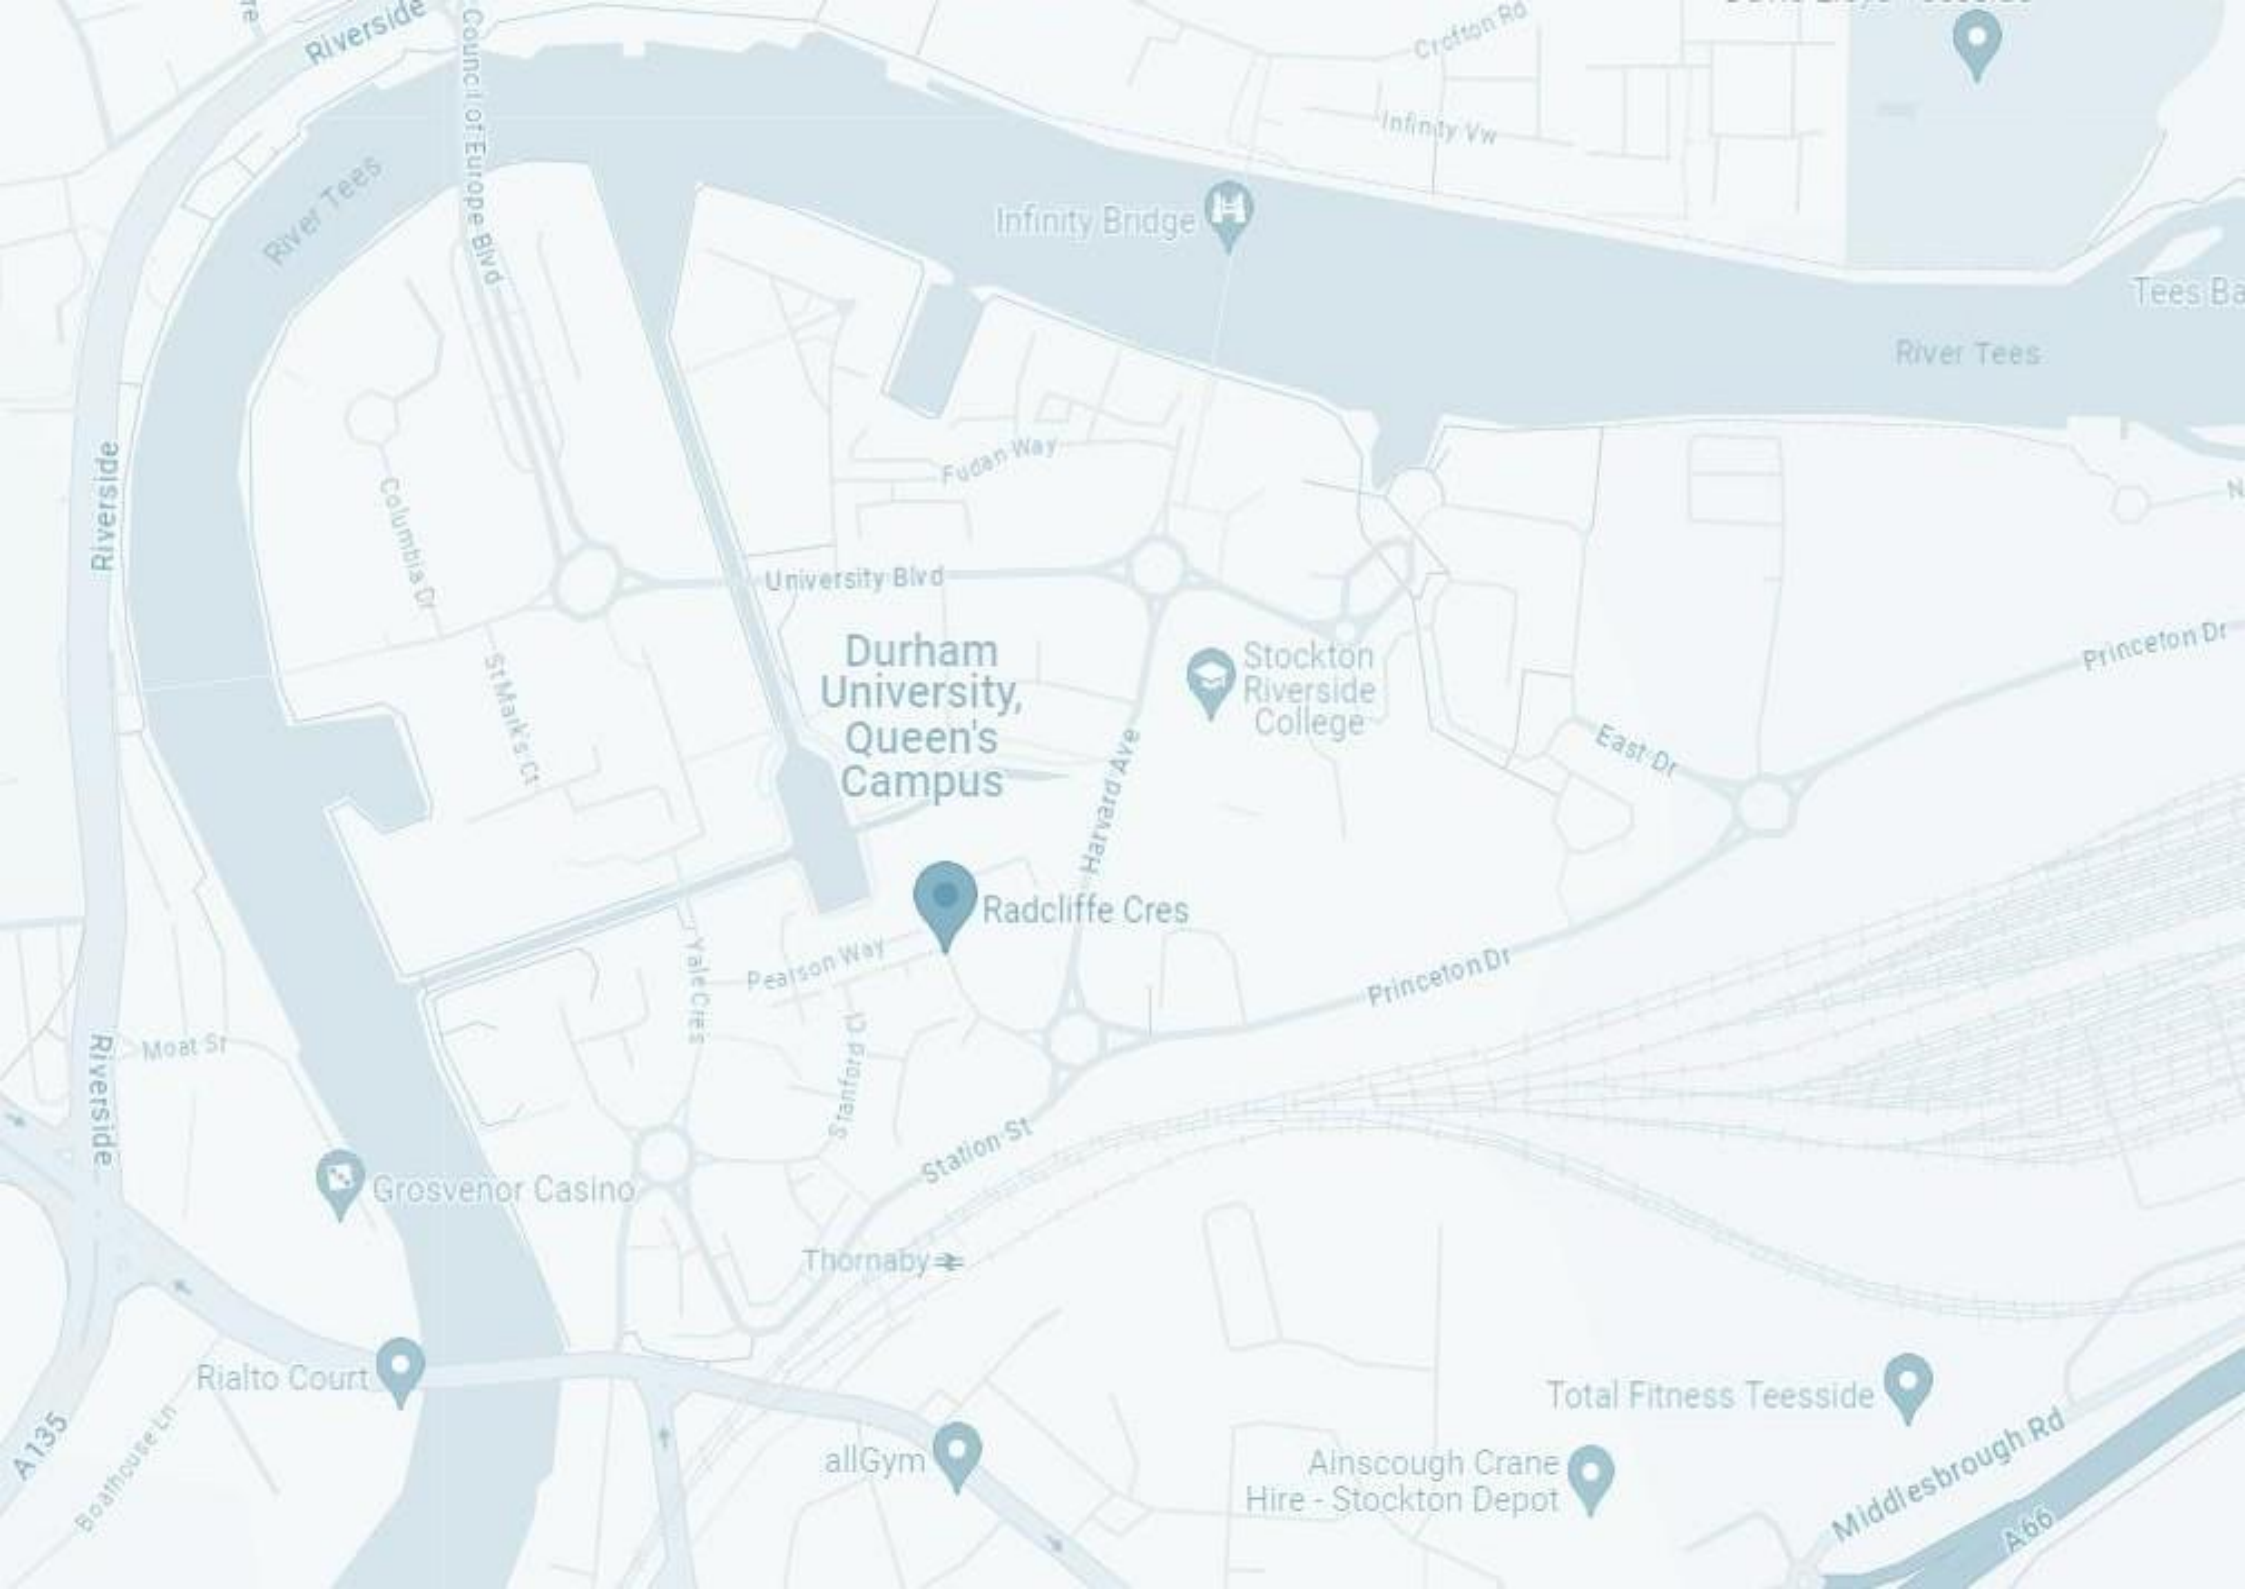 Riverside
Council of Europe Blvd
Crofton Rd
Infinity Vw
River Tees
Infinity Bridge
Tees Ba
River Tees
Riverside
Fudan Way
Columbia Dr
University Blvd
Princeton Dr
Durham
University,
Queen's
Campus
Stockton
Riverside
College
St Mark's Ct
East Dr
Harvard Ave
Radcliffe Cres
Yale Cres
Pearson Way
Princeton Dr
Riverside
Moat St
Stanford Ct
Station St
Grosvenor Casino
Thornaby
Rialto Court
A135
Boathouse Ln
allGym
Total Fitness Teesside
Ainscough Crane
Hire - Stockton Depot
Middlesbrough Rd
A66